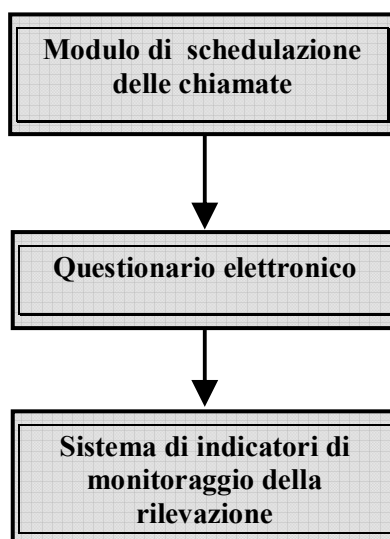 Modulo di schedulazione
delle chiamate
Questionario elettronico
Sistema di indicatori di
monitoraggio della
rilevazione